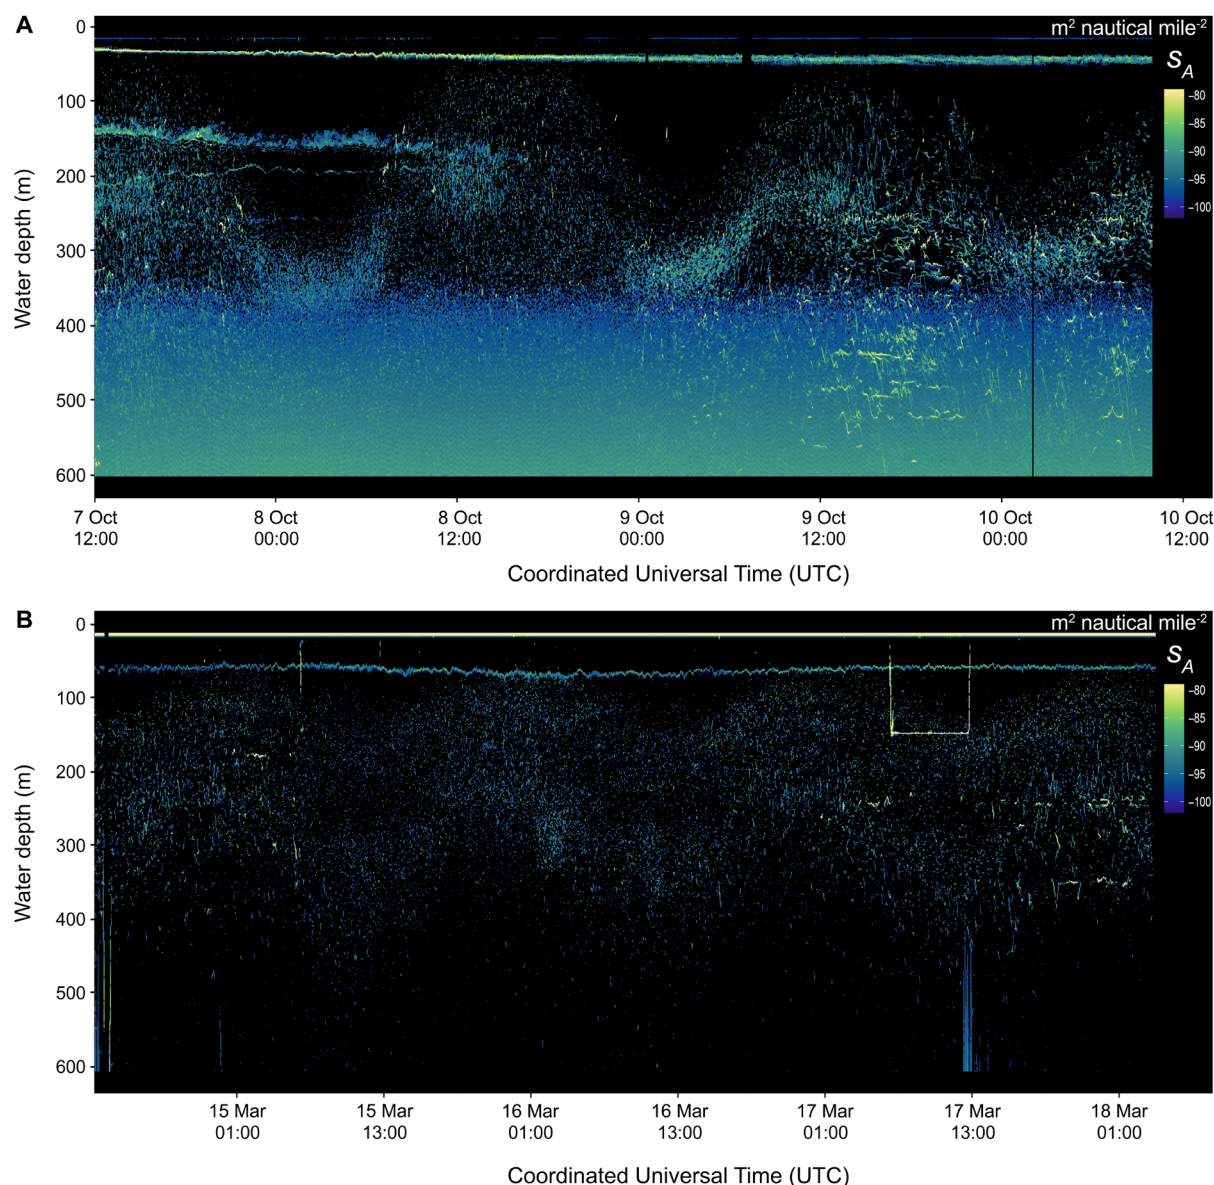 A
m² nautical mile⁻²
S_A
0
100
200
300
400
500
600
Water depth (m)
-80
-85
-90
-95
-100
7 Oct 8 Oct 8 Oct 9 Oct 9 Oct 10 Oct 10 Oct
12:00 00:00 12:00 00:00 12:00 00:00 12:00
Coordinated Universal Time (UTC)
B
m² nautical mile⁻²
S_A
0
100
200
300
400
500
600
Water depth (m)
-80
-85
-90
-95
-100
15 Mar 15 Mar 16 Mar 16 Mar 17 Mar 17 Mar 18 Mar
01:00 13:00 01:00 13:00 01:00 13:00 01:00
Coordinated Universal Time (UTC)